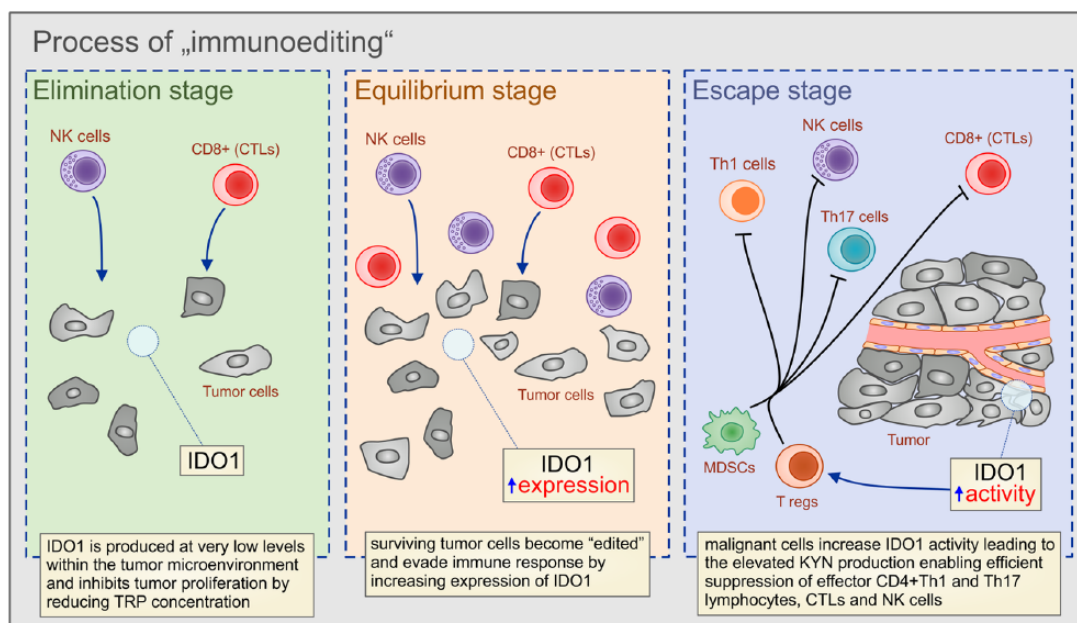 Process of „immunoediting“
Elimination stage
NK cells
CD8+ (CTLs)
Tumor cells
IDO1
IDO1 is produced at very low levels
within the tumor microenvironment
and inhibits tumor proliferation by
reducing TRP concentration
Equilibrium stage
NK cells
CD8+ (CTLs)
Tumor cells
IDO1
↑expression
surviving tumor cells become “edited”
and evade immune response by
increasing expression of IDO1
Escape stage
NK cells
CD8+ (CTLs)
Th1 cells
Th17 cells
Tumor
MDSCs
T regs
IDO1
↑activity
malignant cells increase IDO1 activity leading to
the elevated KYN production enabling efficient
suppression of effector CD4+Th1 and Th17
lymphocytes, CTLs and NK cells